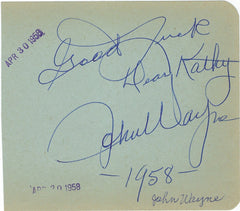 APR 30 1958
Good Luck
Dear Kathy
John Wayne
-1958-
APR 30 1958
John Wayne